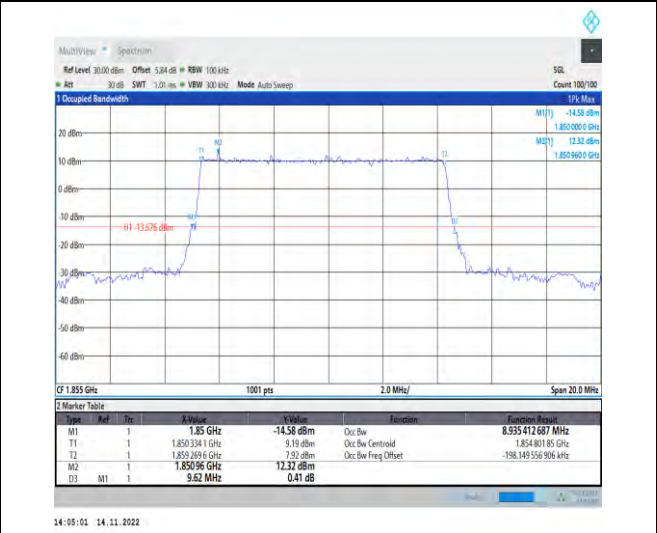 MultiView Spectrum
Ref Level 30.00 dBm Offset 5.84 dB RBW 100 kHz SGL
Att 30 dB SWT 1.01 ms VBW 300 kHz Mode Auto Sweep Count 100/100
1 Occupied Bandwidth 1Pk Max
M1[1] -14.58 dBm
1.850 000 0 GHz
M2[1] 12.32 dBm
1.850 960 0 GHz
20 dBm
T1 M2 T2
10 dBm
0 dBm
-10 dBm
M1 D3
H1 -13.676 dBm
-20 dBm
-30 dBm
-40 dBm
-50 dBm
-60 dBm
CF 1.855 GHz 1001 pts 2.0 MHz/ Span 20.0 MHz
2 Marker Table
Type Ref Trc X-Value Y-Value Function Function Result
M1 1 1.85 GHz -14.58 dBm Occ Bw 8.935 412 687 MHz
T1 1 1.850 334 1 GHz 9.19 dBm Occ Bw Centroid 1.854 801 85 GHz
T2 1 1.859 269 6 GHz 7.92 dBm Occ Bw Freq Offset -198.149 556 906 kHz
M2 1 1.85096 GHz 12.32 dBm
D3 M1 1 9.62 MHz 0.41 dB
14:05:01 14.11.2022